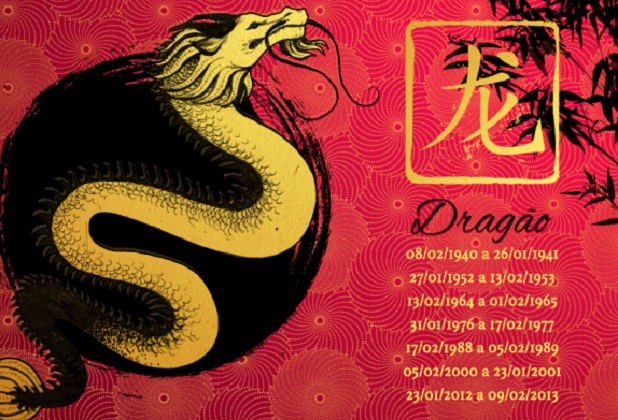 龙
Dragão
08/02/1940 a 26/01/1941
27/01/1952 a 13/02/1953
13/02/1964 a 01/02/1965
31/01/1976 a 17/02/1977
17/02/1988 a 05/02/1989
05/02/2000 a 23/01/2001
23/01/2012 a 09/02/2013